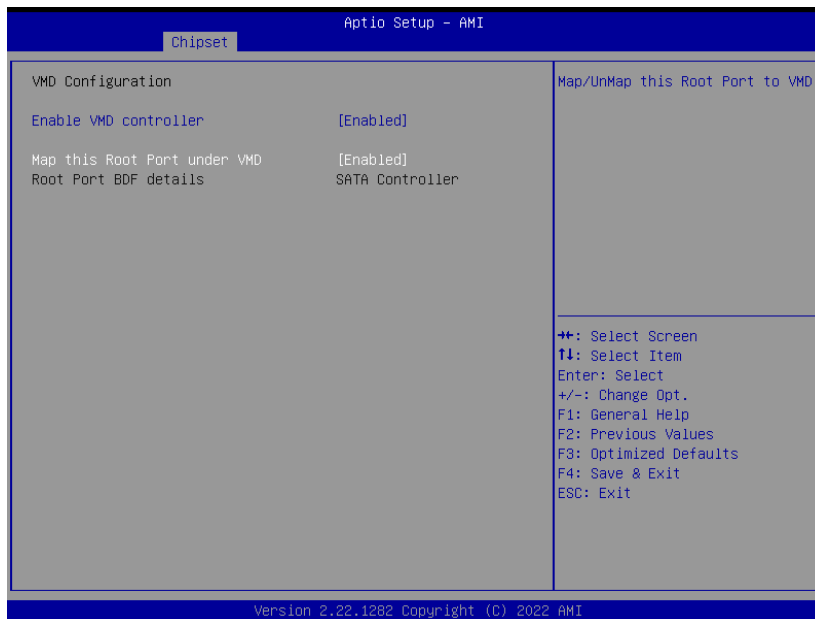 Aptio Setup – AMI
Chipset
VMD Configuration
Enable VMD controller [Enabled]
Map this Root Port under VMD [Enabled]
Root Port BDF details SATA Controller
Map/UnMap this Root Port to VMD
→←: Select Screen
↑↓: Select Item
Enter: Select
+/-: Change Opt.
F1: General Help
F2: Previous Values
F3: Optimized Defaults
F4: Save & Exit
ESC: Exit
Version 2.22.1282 Copyright (C) 2022 AMI